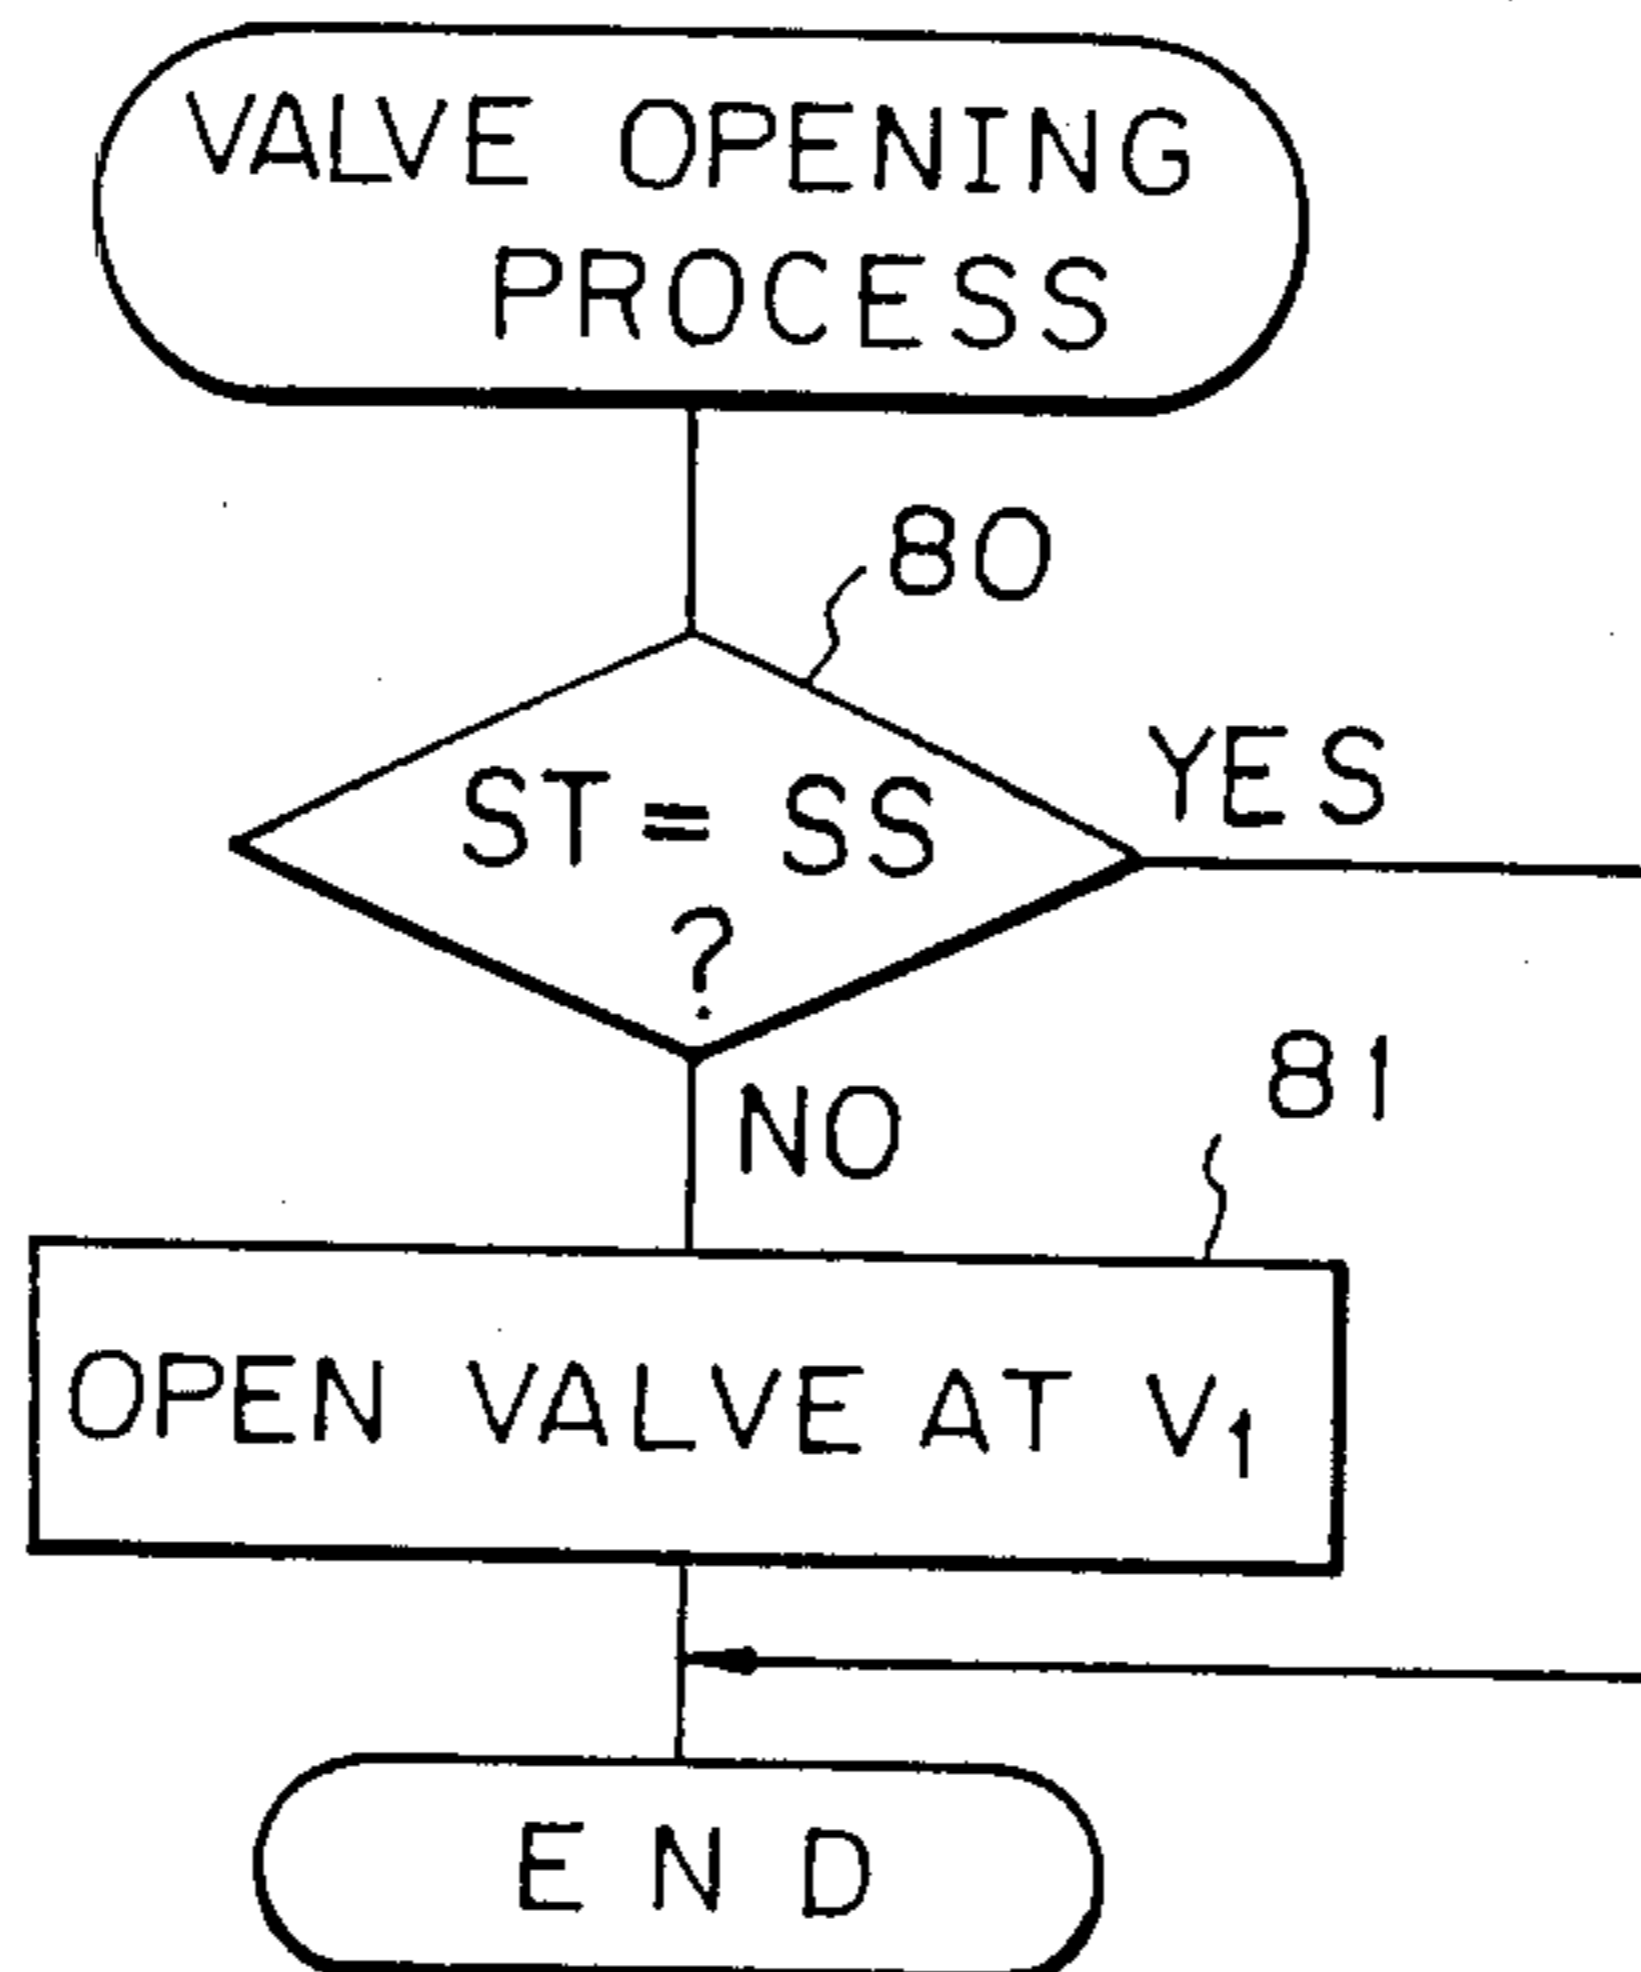 VALVE OPENING
PROCESS
80
ST = SS
?
YES
NO
81
OPEN VALVE AT V₁
END